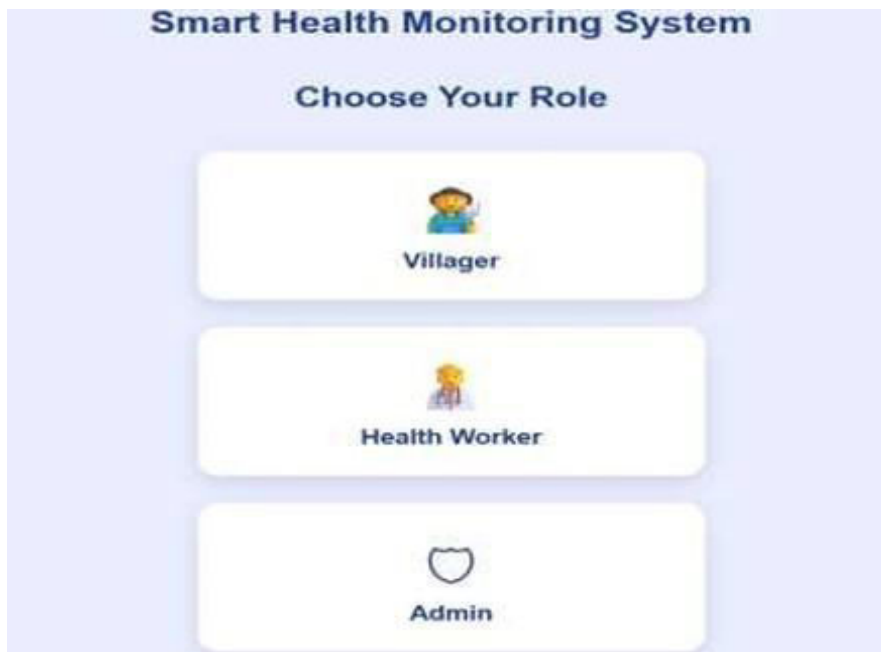 Smart Health Monitoring System
Choose Your Role
Villager
Health Worker
Admin